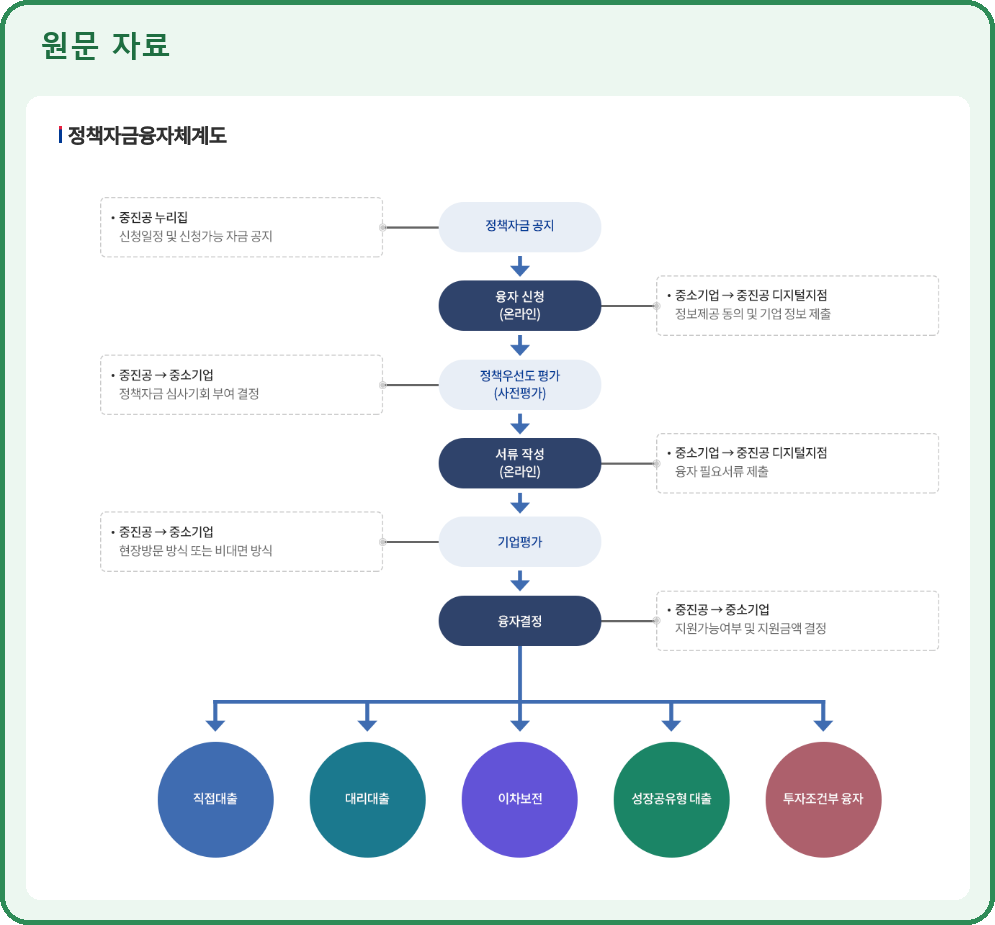 원문 자료
정책자금융자체계도
• 중진공 누리집
신청일정 및 신청가능 자금 공지
정책자금 공지
융자 신청
(온라인)
• 중소기업 → 중진공 디지털지점
정보제공 동의 및 기업 정보 제출
• 중진공 → 중소기업
정책자금 심사기회 부여 결정
정책우선도 평가
(사전평가)
서류 작성
(온라인)
• 중소기업 → 중진공 디지털지점
융자 필요서류 제출
• 중진공 → 중소기업
현장방문 방식 또는 비대면 방식
기업평가
융자결정
• 중진공 → 중소기업
지원가능여부 및 지원금액 결정
직접대출
대리대출
이차보전
성장공유형 대출
투자조건부 융자